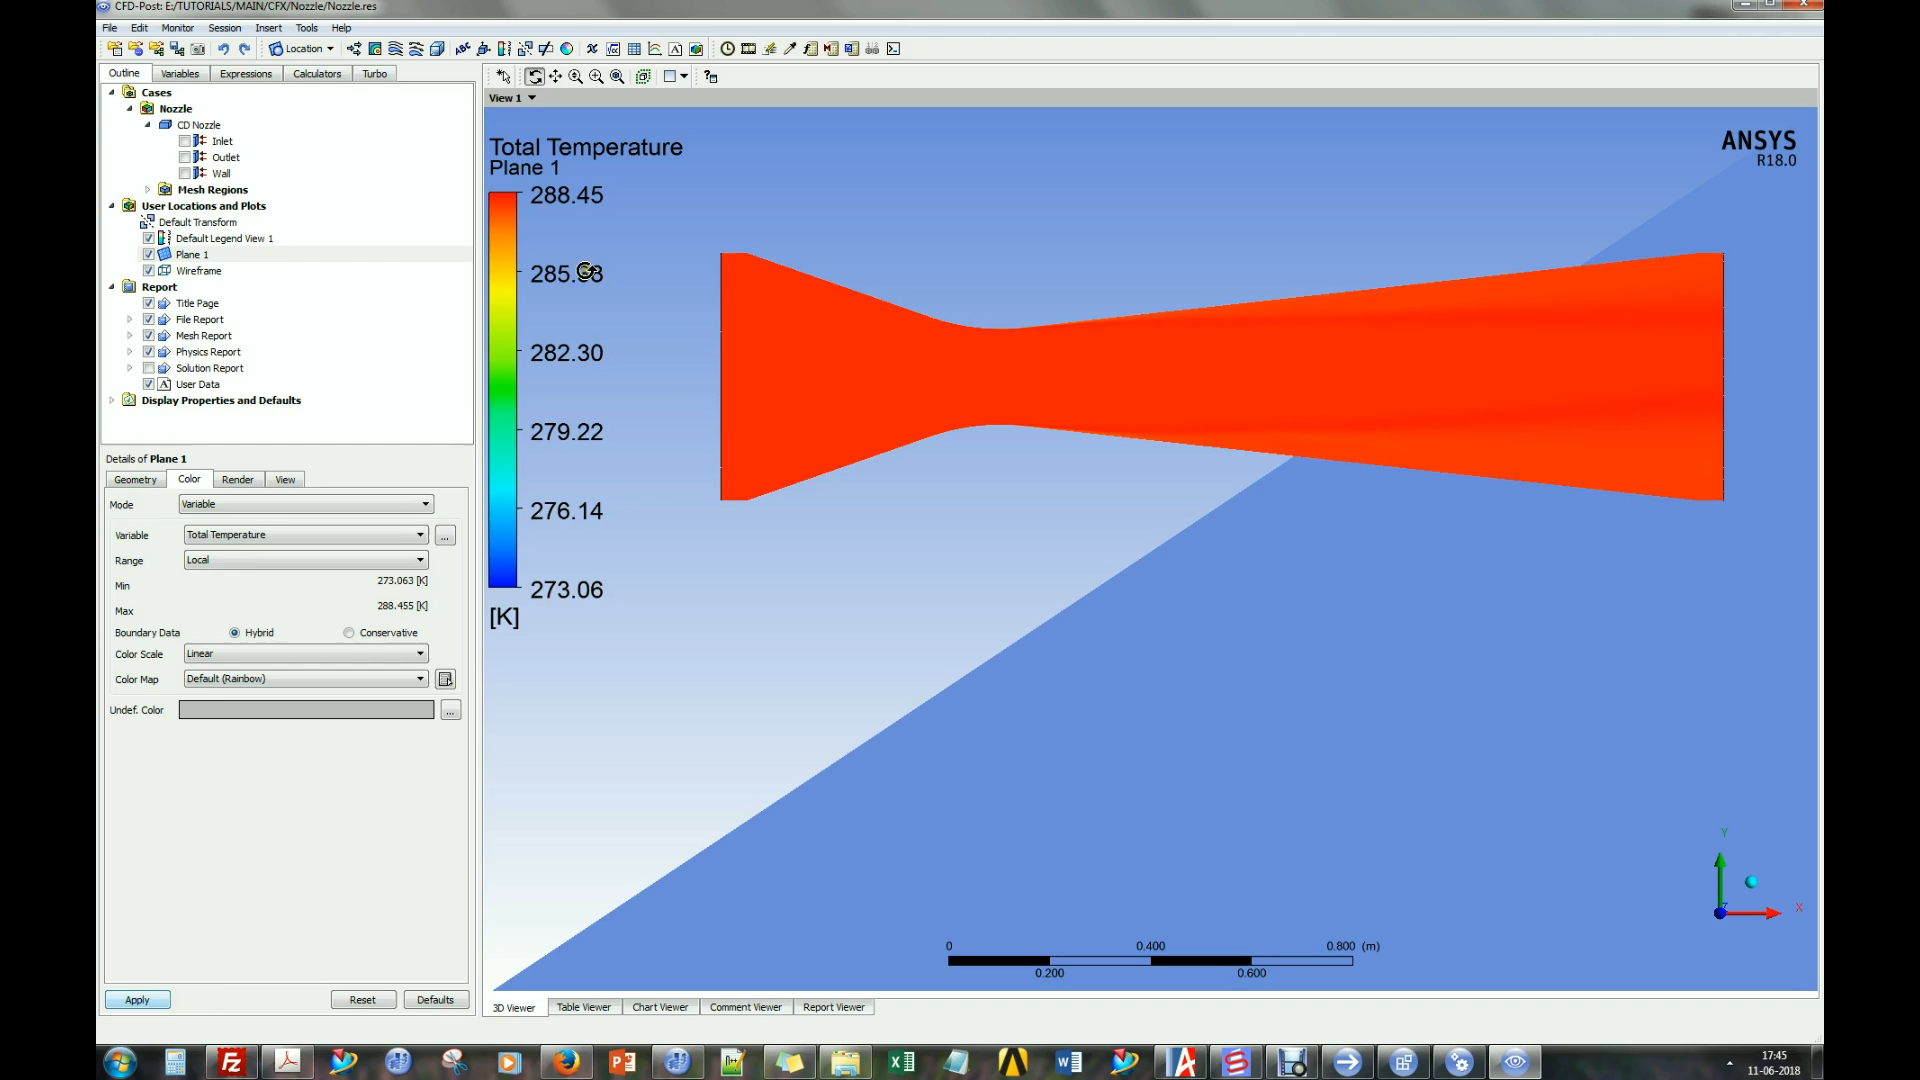 CFD-Post: E:/TUTORIALS/MAIN/CFX/Nozzle/Nozzle.res
File Edit Monitor Session Insert Tools Help
Location
Outline Variables Expressions Calculators Turbo
Cases
Nozzle
CD Nozzle
Inlet
Outlet
Wall
Mesh Regions
User Locations and Plots
Default Transform
Default Legend View 1
Plane 1
Wireframe
Report
Title Page
File Report
Mesh Report
Physics Report
Solution Report
User Data
Display Properties and Defaults
Details of Plane 1
Geometry Color Render View
Mode Variable
Variable Total Temperature ...
Range Local
Min 273.063 [K]
Max 288.455 [K]
Boundary Data Hybrid Conservative
Color Scale Linear
Color Map Default (Rainbow)
Undef. Color ...
Apply Reset Defaults
View 1
Total Temperature
Plane 1
288.45
282.30
279.22
276.14
273.06
[K]
ANSYS
R18.0
Y
X
Z
0 0.400 0.800 (m)
0.200 0.600
3D Viewer Table Viewer Chart Viewer Comment Viewer Report Viewer
17:45
11-06-2018